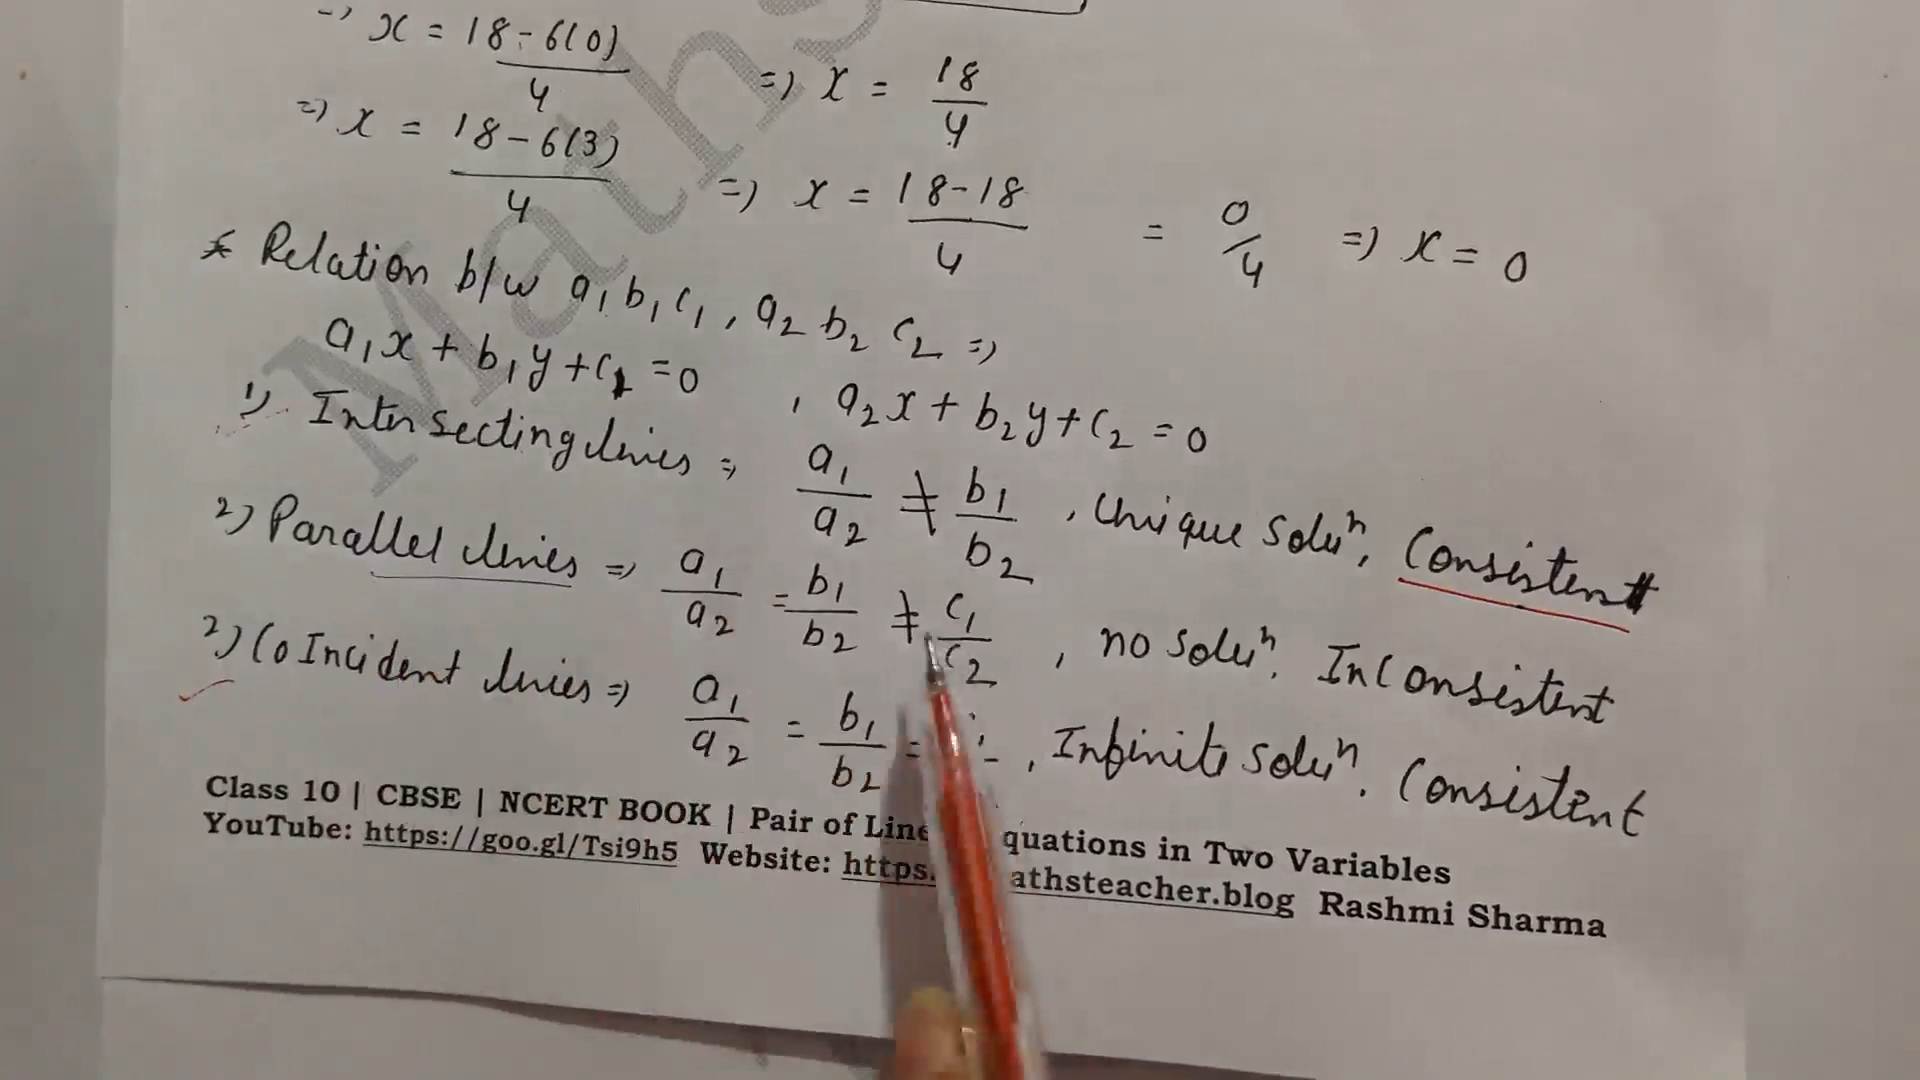 =) x = 18-6(0)/4 =) x = 18/4
=) x = 18-6(3)/4 =) x = 18-18/4 = 0/4 =) x = 0
* Relation b/w a₁ b₁ c₁, a₂ b₂ c₂ =)
a₁x + b₁y + c₁ = 0, a₂x + b₂y + c₂ = 0
1) Intersecting lines =) a₁/a₂ ≠ b₁/b₂, Unique Soluⁿ, Consistent
2) Parallel lines =) a₁/a₂ = b₁/b₂ ≠ c₁/c₂, no Soluⁿ. InConsistent
2) CoIncident lines =) a₁/a₂ = b₁/b₂ =, Infinite Soluⁿ. Consistent
Class 10 | CBSE | NCERT BOOK | Pair of Line quations in Two Variables
YouTube: https://goo.gl/Tsi9h5 Website: https. athsteacher.blog Rashmi Sharma
Maths